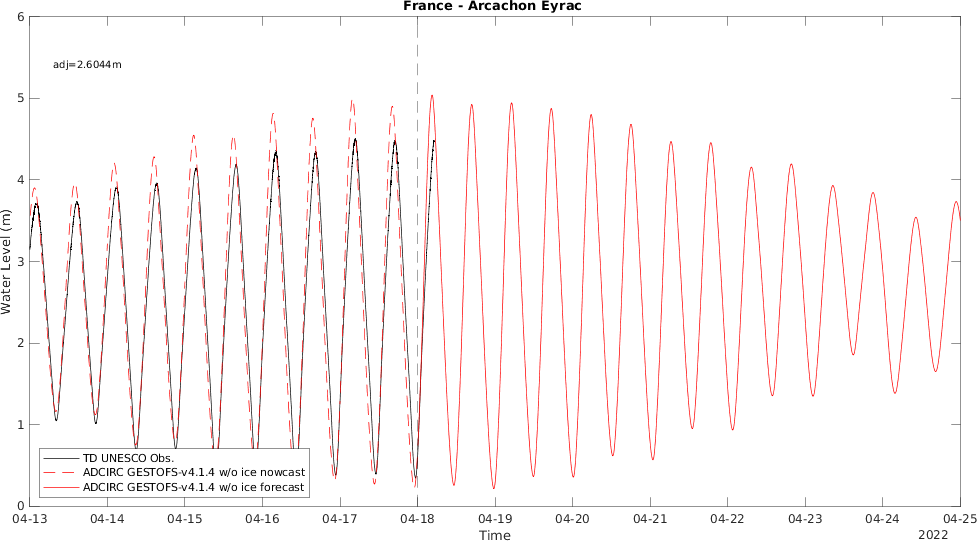 France - Arcachon Eyrac
adj=2.6044m
6
5
4
3
2
1
0
Water Level (m)
TD UNESCO Obs.
ADCIRC GESTOFS-v4.1.4 w/o ice nowcast
ADCIRC GESTOFS-v4.1.4 w/o ice forecast
04-13 04-14 04-15 04-16 04-17 04-18 04-19 04-20 04-21 04-22 04-23 04-24 04-25
Time
2022